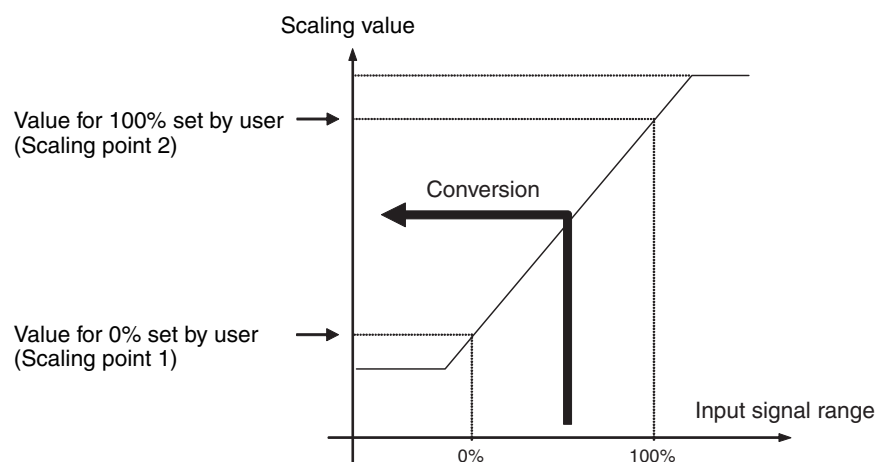 Scaling value
Value for 100% set by user
(Scaling point 2)
Conversion
Value for 0% set by user
(Scaling point 1)
Input signal range
0%
100%